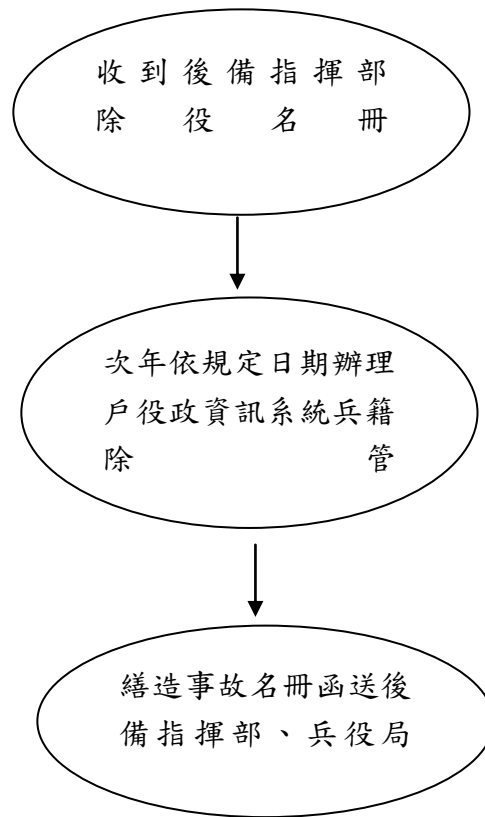 收到後備指揮部
除役名冊
次年依規定日期辦理
戶役政資訊系統兵籍
除管
繕造事故名冊函送後
備指揮部、兵役局